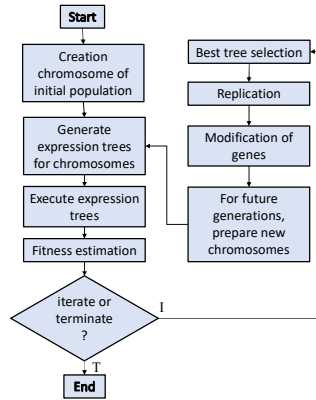 Start
Creation
chromosome of
initial population
Generate
expression trees
for chromosomes
Execute expression
trees
Fitness estimation
iterate or
terminate
?
I
T
End
Best tree selection
Replication
Modification of
genes
For future
generations,
prepare new
chromosomes